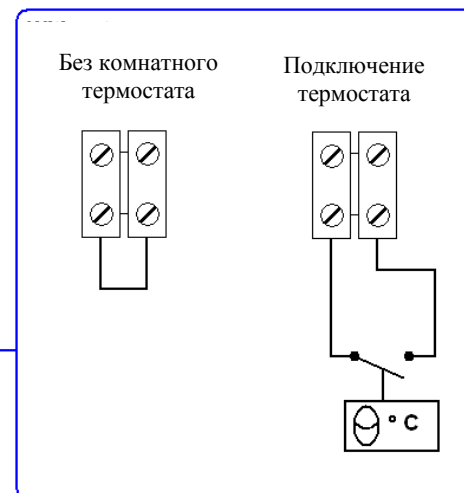 Без комнатного
термостата
Подключение
термостата
° C